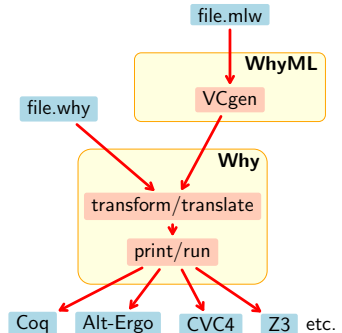 file.mlw
WhyML
VCgen
file.why
Why
transform/translate
print/run
Coq Alt-Ergo CVC4 Z3 etc.